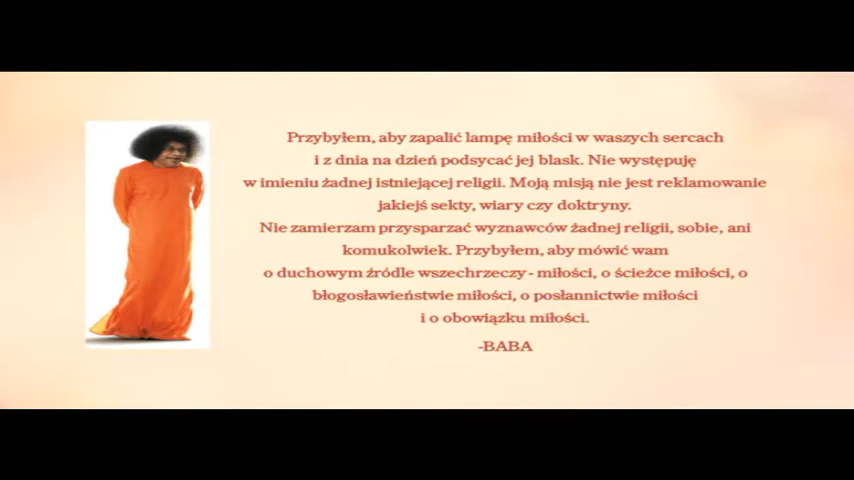 Przybyłem, aby zapalić lampę miłości w waszych sercach
i z dnia na dzień podsycać jej blask. Nie występuję
w imieniu żadnej istniejącej religii. Moją misją nie jest reklamowanie
jakiejś sekty, wiary czy doktryny.
Nie zamierzam przysparzać wyznawców żadnej religii, sobie, ani
komukolwiek. Przybyłem, aby mówić wam
o duchowym źródle wszechrzeczy - miłości, o ścieżce miłości, o
błogosławieństwie miłości, o posłannictwie miłości
i o obowiązku miłości.
-BABA